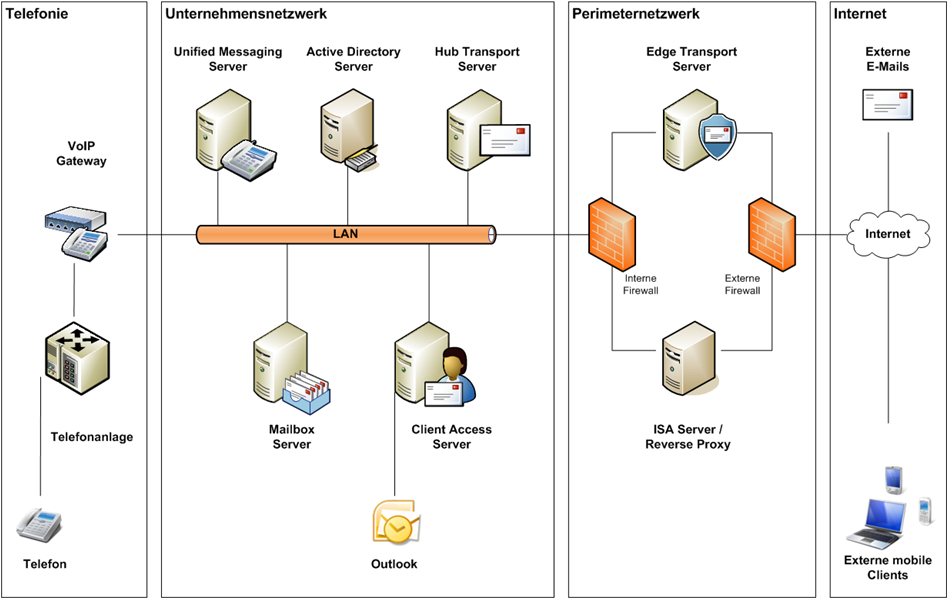 Telefonie
Unternehmensnetzwerk
Perimeternetzwerk
Internet
Unified Messaging
Server
Active Directory
Server
Hub Transport
Server
Edge Transport
Server
Externe
E-Mails
VoIP
Gateway
LAN
Internet
Interne
Firewall
Externe
Firewall
Telefonanlage
Mailbox
Server
Client Access
Server
ISA Server /
Reverse Proxy
Telefon
Outlook
Externe mobile
Clients